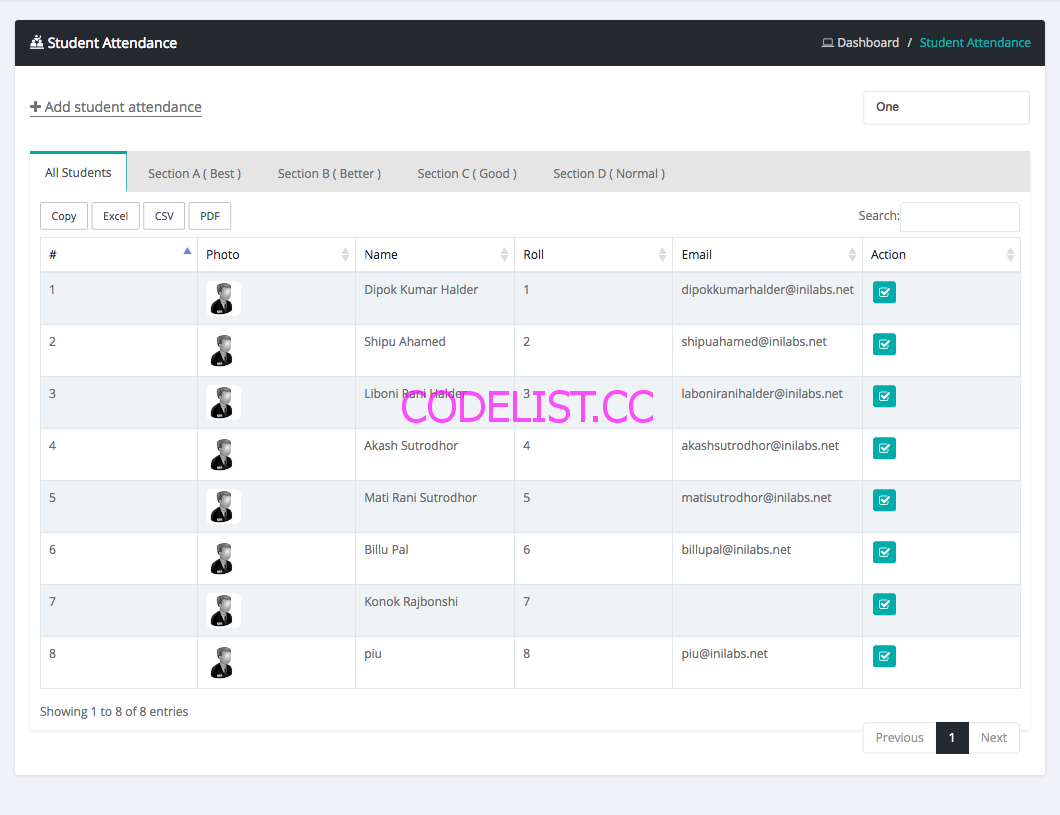 Student Attendance
Dashboard / Student Attendance
Add student attendance
One
All Students Section A ( Best ) Section B ( Better ) Section C ( Good ) Section D ( Normal )
Copy Excel CSV PDF Search:
# Photo Name Roll Email Action
1 Dipok Kumar Halder 1 dipokkumarhalder@inilabs.net
2 Shipu Ahamed 2 shipuahamed@inilabs.net
3 Liboni Rani Halder 3 laboniranihalder@inilabs.net
CODELIST.CC
4 Akash Sutrodhor 4 akashsutrodhor@inilabs.net
5 Mati Rani Sutrodhor 5 matisutrodhor@inilabs.net
6 Billu Pal 6 billupal@inilabs.net
7 Konok Rajbonshi 7
8 piu 8 piu@inilabs.net
Showing 1 to 8 of 8 entries
Previous 1 Next